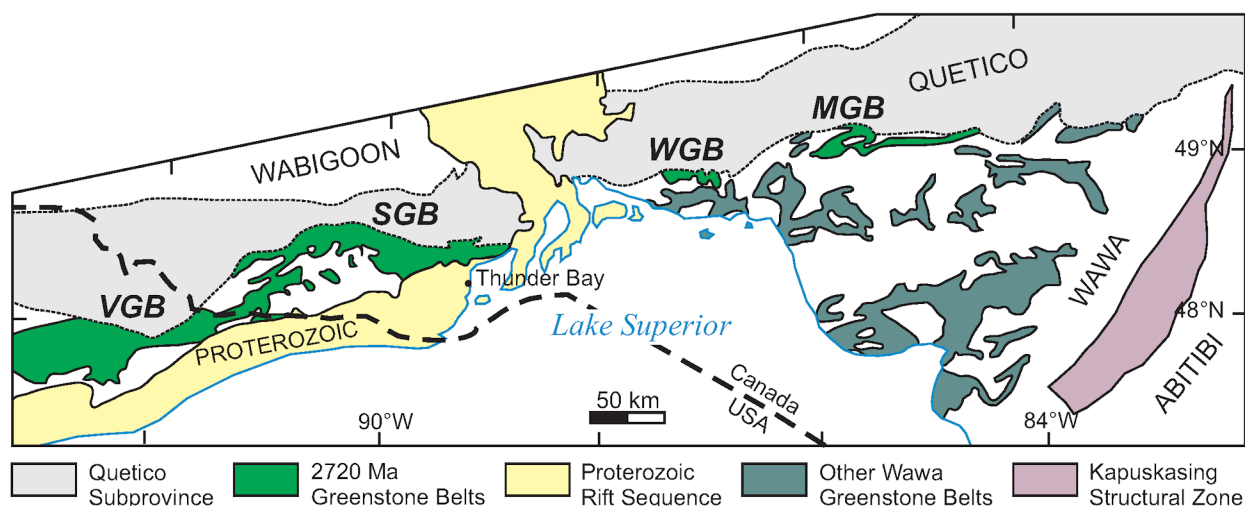 QUETICO
MGB
WABIGOON
WGB
49°N
SGB
WAWA
Thunder Bay
VGB
48°N
Lake Superior
PROTEROZOIC
ABITIBI
50 km
Canada
USA
90°W
84°W
Quetico
Subprovince
2720 Ma
Greenstone Belts
Proterozoic
Rift Sequence
Other Wawa
Greenstone Belts
Kapuskasing
Structural Zone